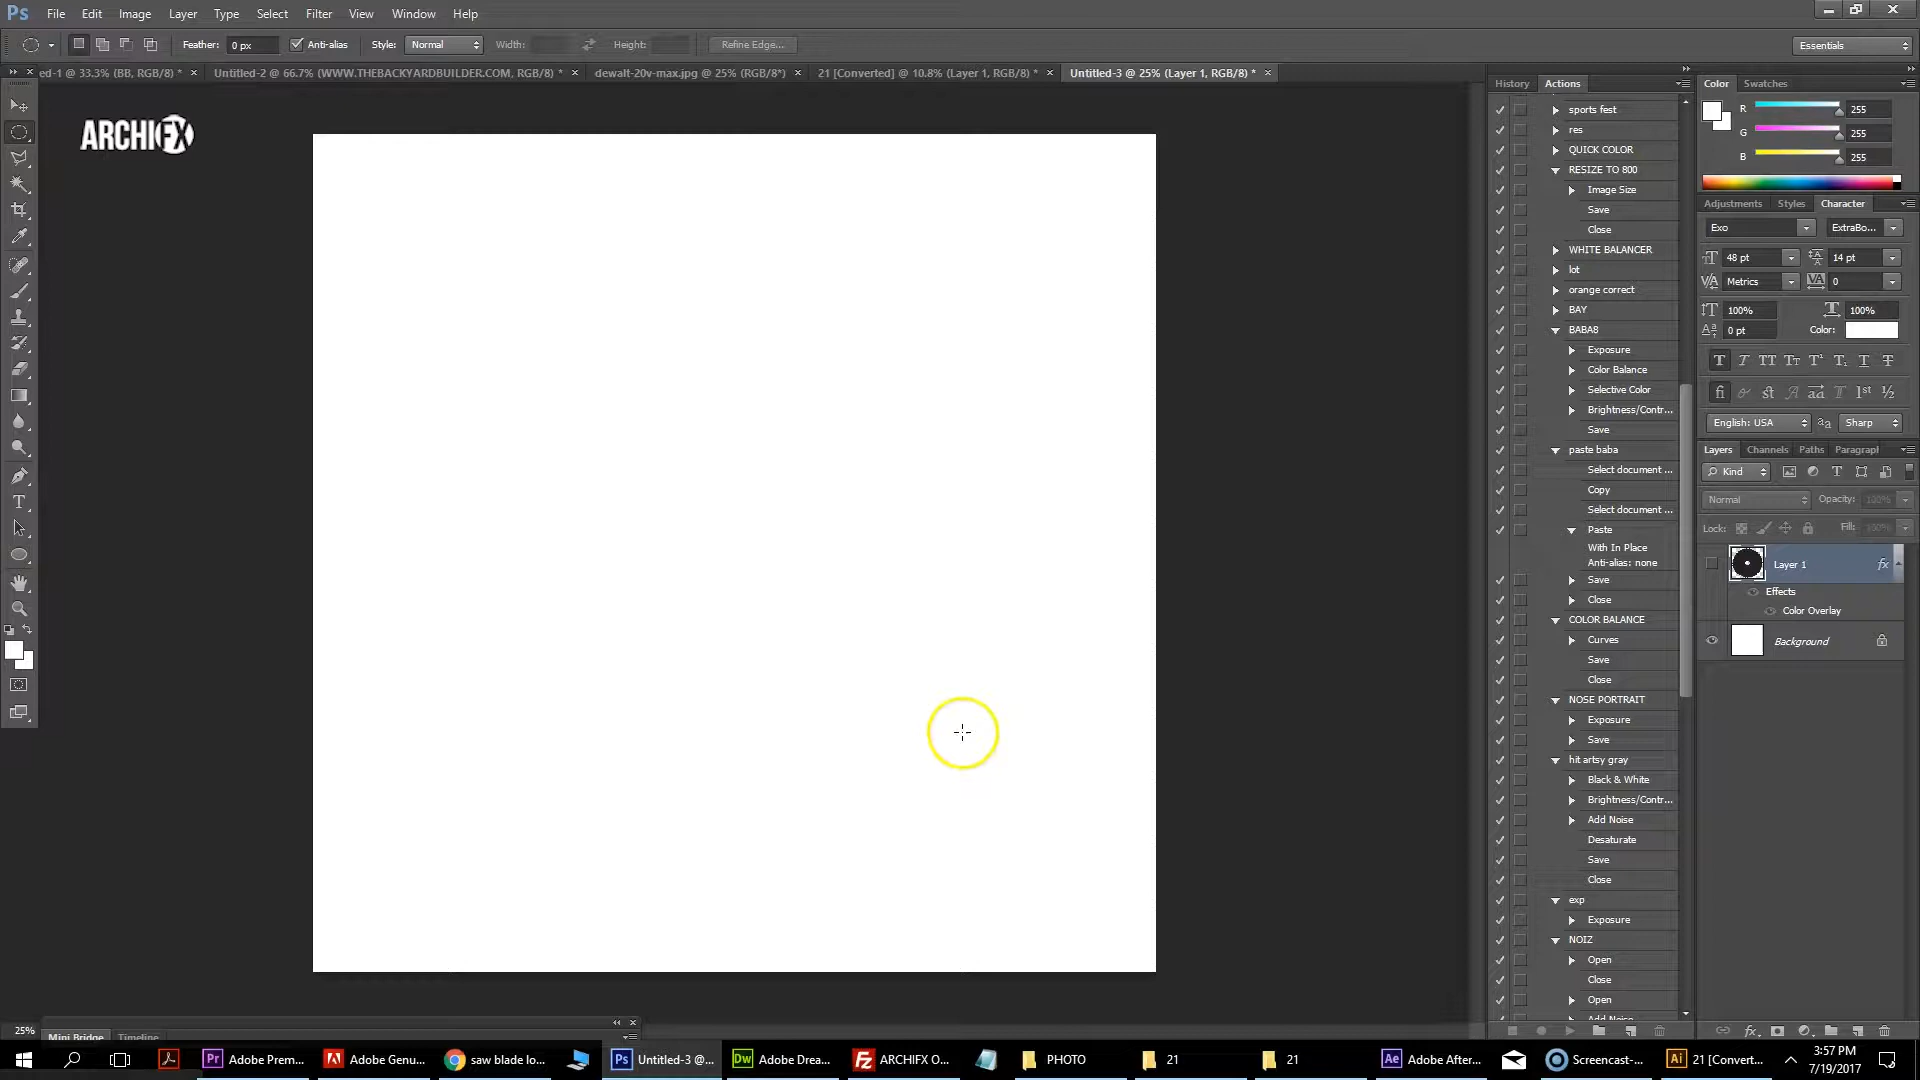 Ps File Edit Image Layer Type Select Filter View Window Help
Feather: 0 px Anti-alias Style: Normal Width: Height: Refine Edge... Essentials
ed-1 @ 33.3% (BB, RGB/8) * × Untitled-2 @ 66.7% (WWW.THEBACKYARDBUILDER.COM, RGB/8) * × dewalt-20v-max.jpg @ 25% (RGB/8*) × 21 [Converted] @ 10.8% (Layer 1, RGB/8) * × Untitled-3 @ 25% (Layer 1, RGB/8) * ×
ARCHIFX
History Actions
sports fest
res
QUICK COLOR
RESIZE TO 800
Image Size
Save
Close
WHITE BALANCER
lot
orange correct
BAY
BABA8
Exposure
Color Balance
Selective Color
Brightness/Contr...
Save
paste baba
Select document ...
Copy
Select document ...
Paste
With In Place
Anti-alias: none
Save
Close
COLOR BALANCE
Curves
Save
Close
NOSE PORTRAIT
Exposure
Save
hit artsy gray
Black & White
Brightness/Contr...
Add Noise
Desaturate
Save
Close
exp
Exposure
NOIZ
Open
Close
Open
Add Noise
Color Swatches
R 255
G 255
B 255
Adjustments Styles Character
Exo ExtraBo...
48 pt 14 pt
Metrics 0
100% 100%
0 pt Color:
English: USA Sharp
Layers Channels Paths Paragraph
Kind
Normal Opacity: 100%
Lock: Fill: 100%
Layer 1 fx
Effects
Color Overlay
Background
25%
Mini Bridge Timeline
Adobe Prem... Adobe Genu... saw blade lo... Untitled-3 @... Adobe Drea... ARCHIFX O... PHOTO 21 21 Adobe After... Screencast-... 21 [Convert... 3:57 PM
7/19/2017